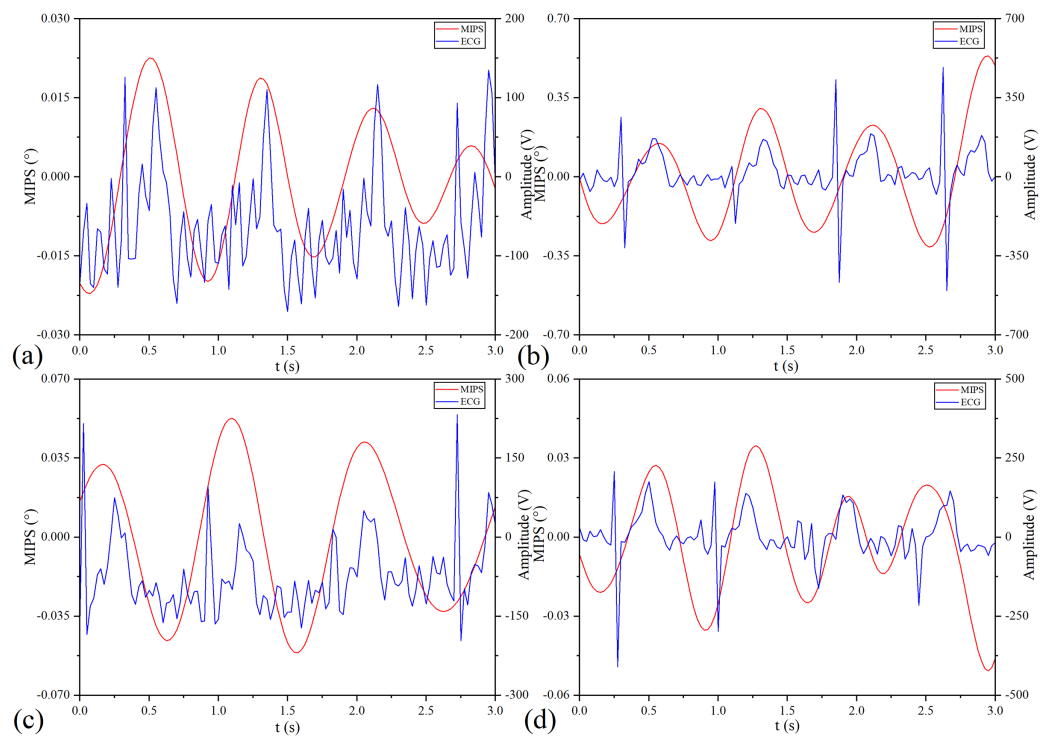 0.030
0.015
0.000
-0.015
-0.030
MIPS (°)
200
100
0
-100
-200
Amplitude (V)
MIPS
ECG
0.0 0.5 1.0 1.5 2.0 2.5 3.0
t (s)
(a)
0.70
0.35
0.00
-0.35
-0.70
MIPS (°)
700
350
0
-350
-700
Amplitude (V)
MIPS
ECG
0.0 0.5 1.0 1.5 2.0 2.5 3.0
t (s)
(b)
0.070
0.035
0.000
-0.035
-0.070
MIPS (°)
300
150
0
-150
-300
Amplitude (V)
MIPS
ECG
0.0 0.5 1.0 1.5 2.0 2.5 3.0
t (s)
(c)
0.06
0.03
0.00
-0.03
-0.06
MIPS (°)
500
250
0
-250
-500
Amplitude (V)
MIPS
ECG
0.0 0.5 1.0 1.5 2.0 2.5 3.0
t (s)
(d)